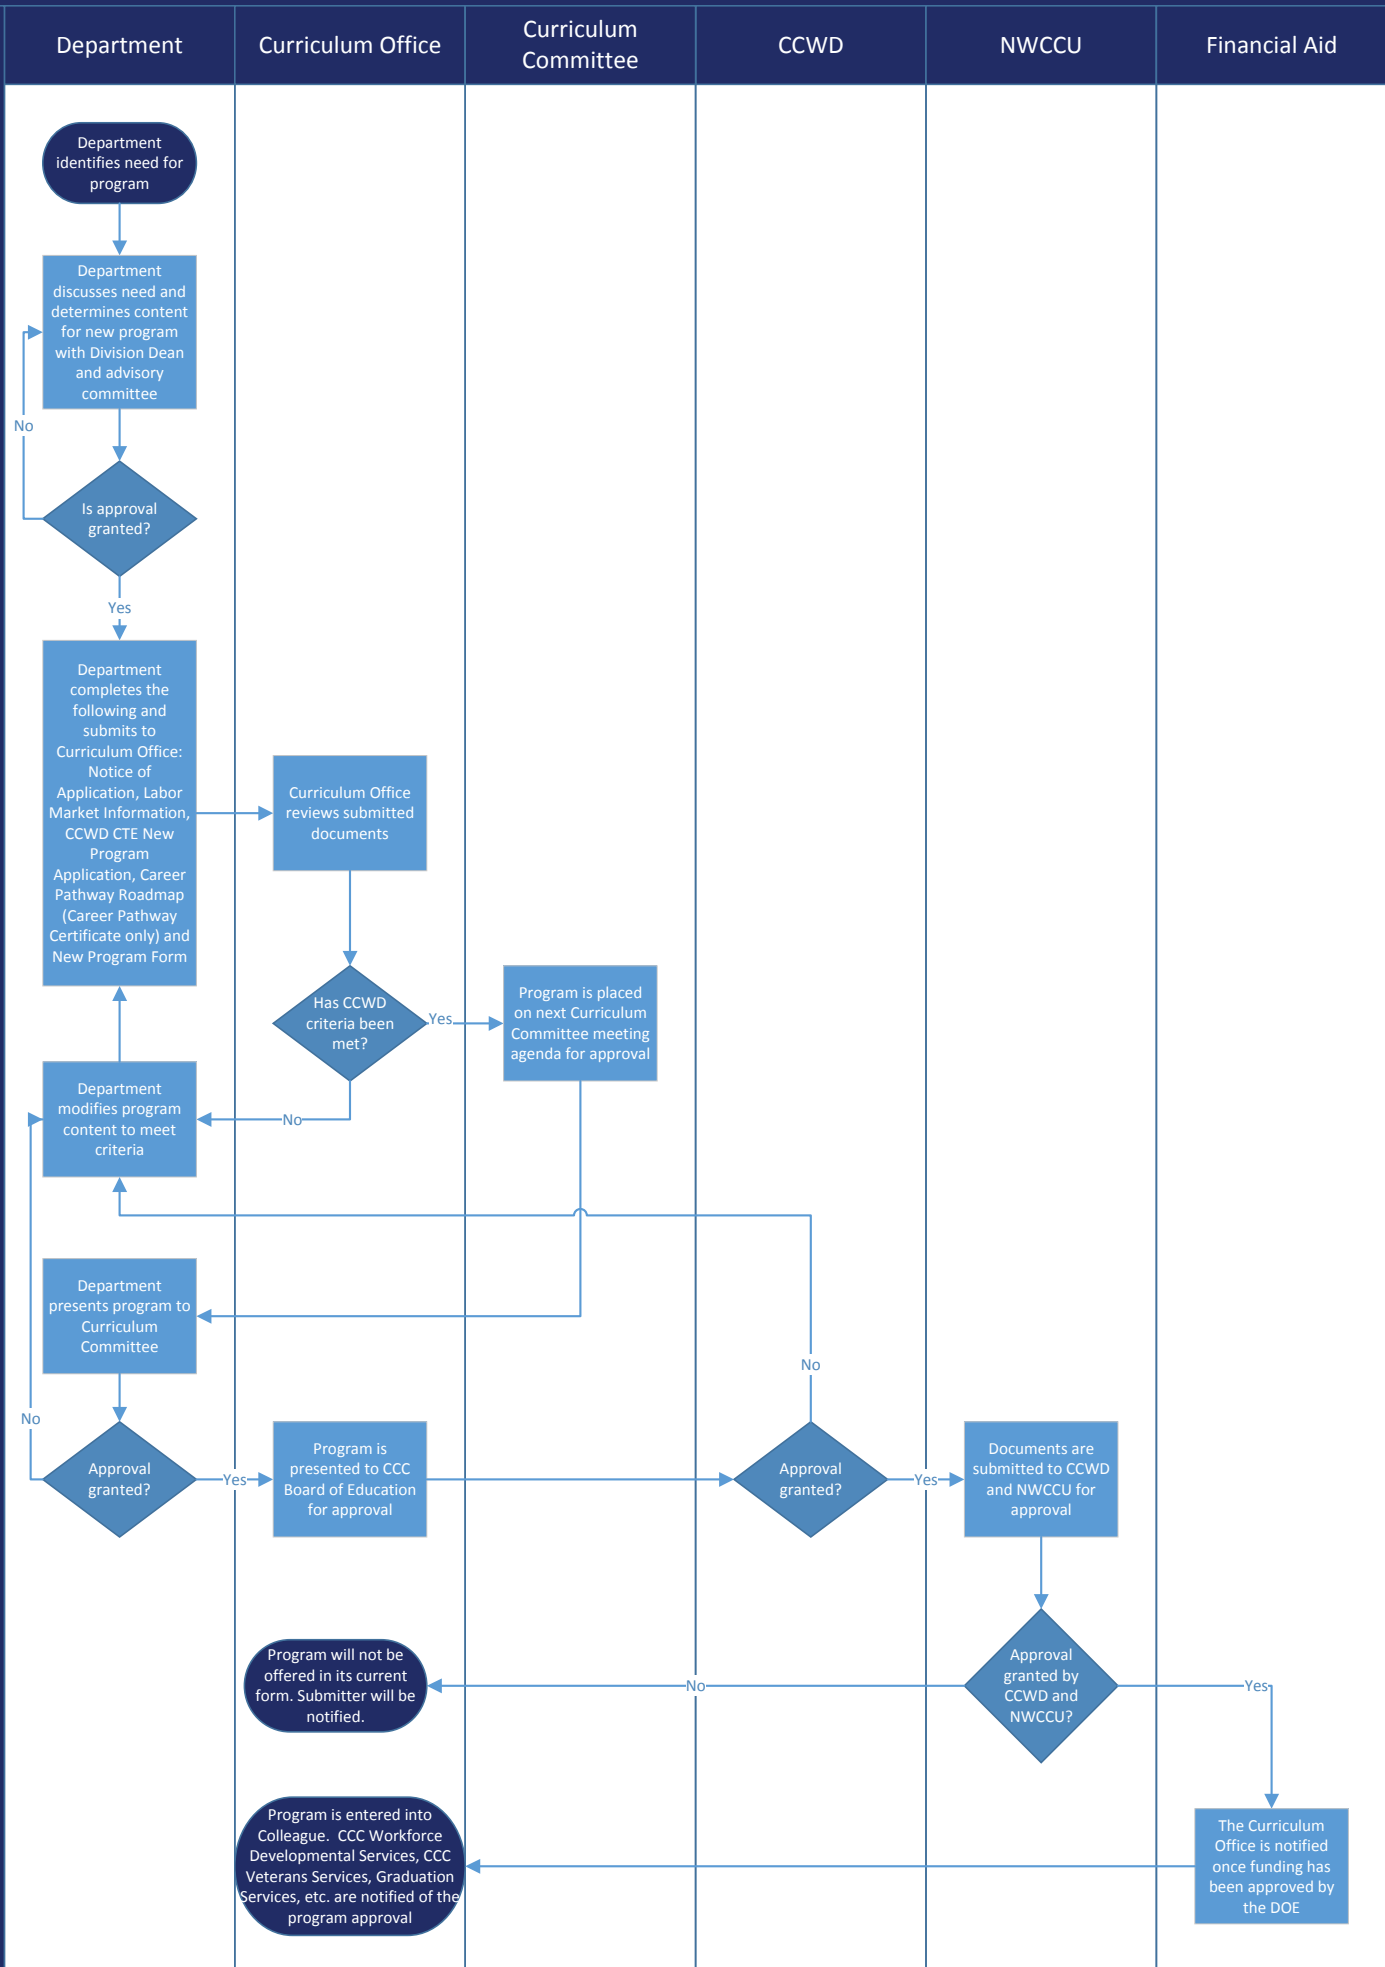 Department
Curriculum Office
Curriculum
Committee
CCWD
NWCCU
Financial Aid
Department
identifies need for
program
Department
discusses need and
determines content
for new program
with Division Dean
and advisory
committee
No
Is approval
granted?
Yes
Department
completes the
following and
submits to
Curriculum Office:
Notice of
Application, Labor
Market Information,
CCWD CTE New
Program
Application, Career
Pathway Roadmap
(Career Pathway
Certificate only) and
New Program Form
Curriculum Office
reviews submitted
documents
Has CCWD
criteria been
met?
Yes
Program is placed
on next Curriculum
Committee meeting
agenda for approval
No
Department
modifies program
content to meet
criteria
Department
presents program to
Curriculum
Committee
No
No
Approval
granted?
Yes
Program is
presented to CCC
Board of Education
for approval
Approval
granted?
Yes
Documents are
submitted to CCWD
and NWCCU for
approval
Approval
granted by
CCWD and
NWCCU?
No
Yes
Program will not be
offered in its current
form. Submitter will be
notified.
The Curriculum
Office is notified
once funding has
been approved by
the DOE
Program is entered into
Colleague.  CCC Workforce
Developmental Services, CCC
Veterans Services, Graduation
Services, etc. are notified of the
program approval